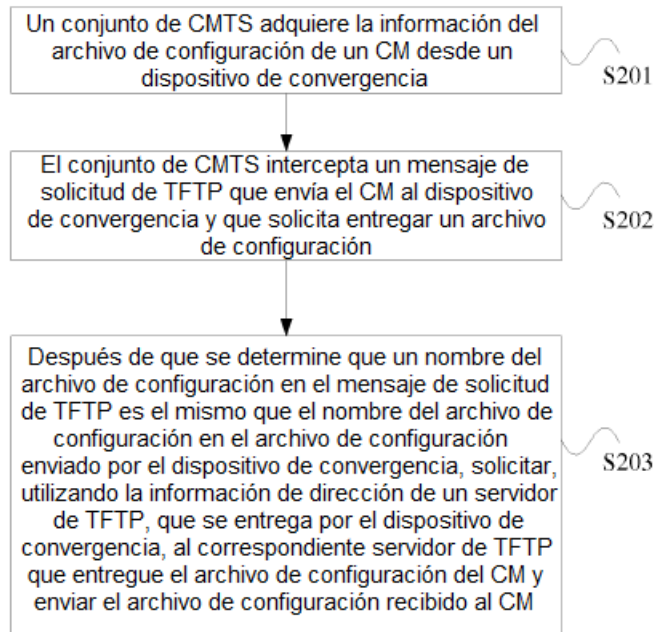 Un conjunto de CMTS adquiere la información del
archivo de configuración de un CM desde un
dispositivo de convergencia
S201
El conjunto de CMTS intercepta un mensaje de
solicitud de TFTP que envía el CM al dispositivo
de convergencia y que solicita entregar un archivo
de configuración
S202
Después de que se determine que un nombre del
archivo de configuración en el mensaje de solicitud
de TFTP es el mismo que el nombre del archivo de
configuración en el archivo de configuración
enviado por el dispositivo de convergencia, solicitar,
utilizando la información de dirección de un servidor
de TFTP, que se entrega por el dispositivo de
convergencia, al correspondiente servidor de TFTP
que entregue el archivo de configuración del CM y
enviar el archivo de configuración recibido al CM
S203